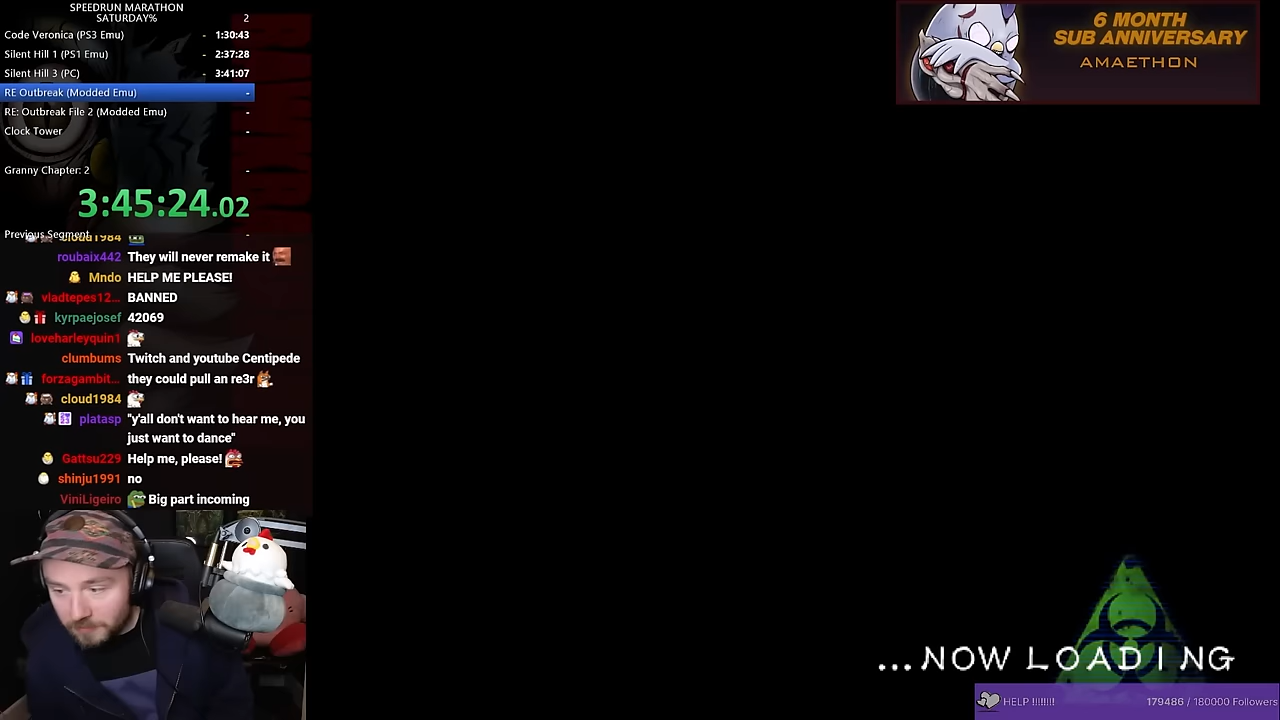 SPEEDRUN MARATHON
SATURDAY% 2
Code Veronica (PS3 Emu) - 1:30:43
Silent Hill 1 (PS1 Emu) - 2:37:28
Silent Hill 3 (PC) - 3:41:07
RE Outbreak (Modded Emu) -
RE: Outbreak File 2 (Modded Emu) -
Clock Tower -
Granny Chapter: 2 -
3:45:24.02
Previous Segment -
cloud1984
roubaix442 They will never remake it
Mndo HELP ME PLEASE!
vladtepes12... BANNED
kyrpaejosef 42069
loveharleyquin1
clumbums Twitch and youtube Centipede
forzagambit... they could pull an re3r
cloud1984
platasp "y'all don't want to hear me, you
just want to dance"
Gattsu229 Help me, please!
shinju1991 no
ViniLigeiro Big part incoming
6 MONTH
SUB ANNIVERSARY
AMAETHON
...NOW LOADING
HELP !!!!!!!! 179486 / 180000 Followers